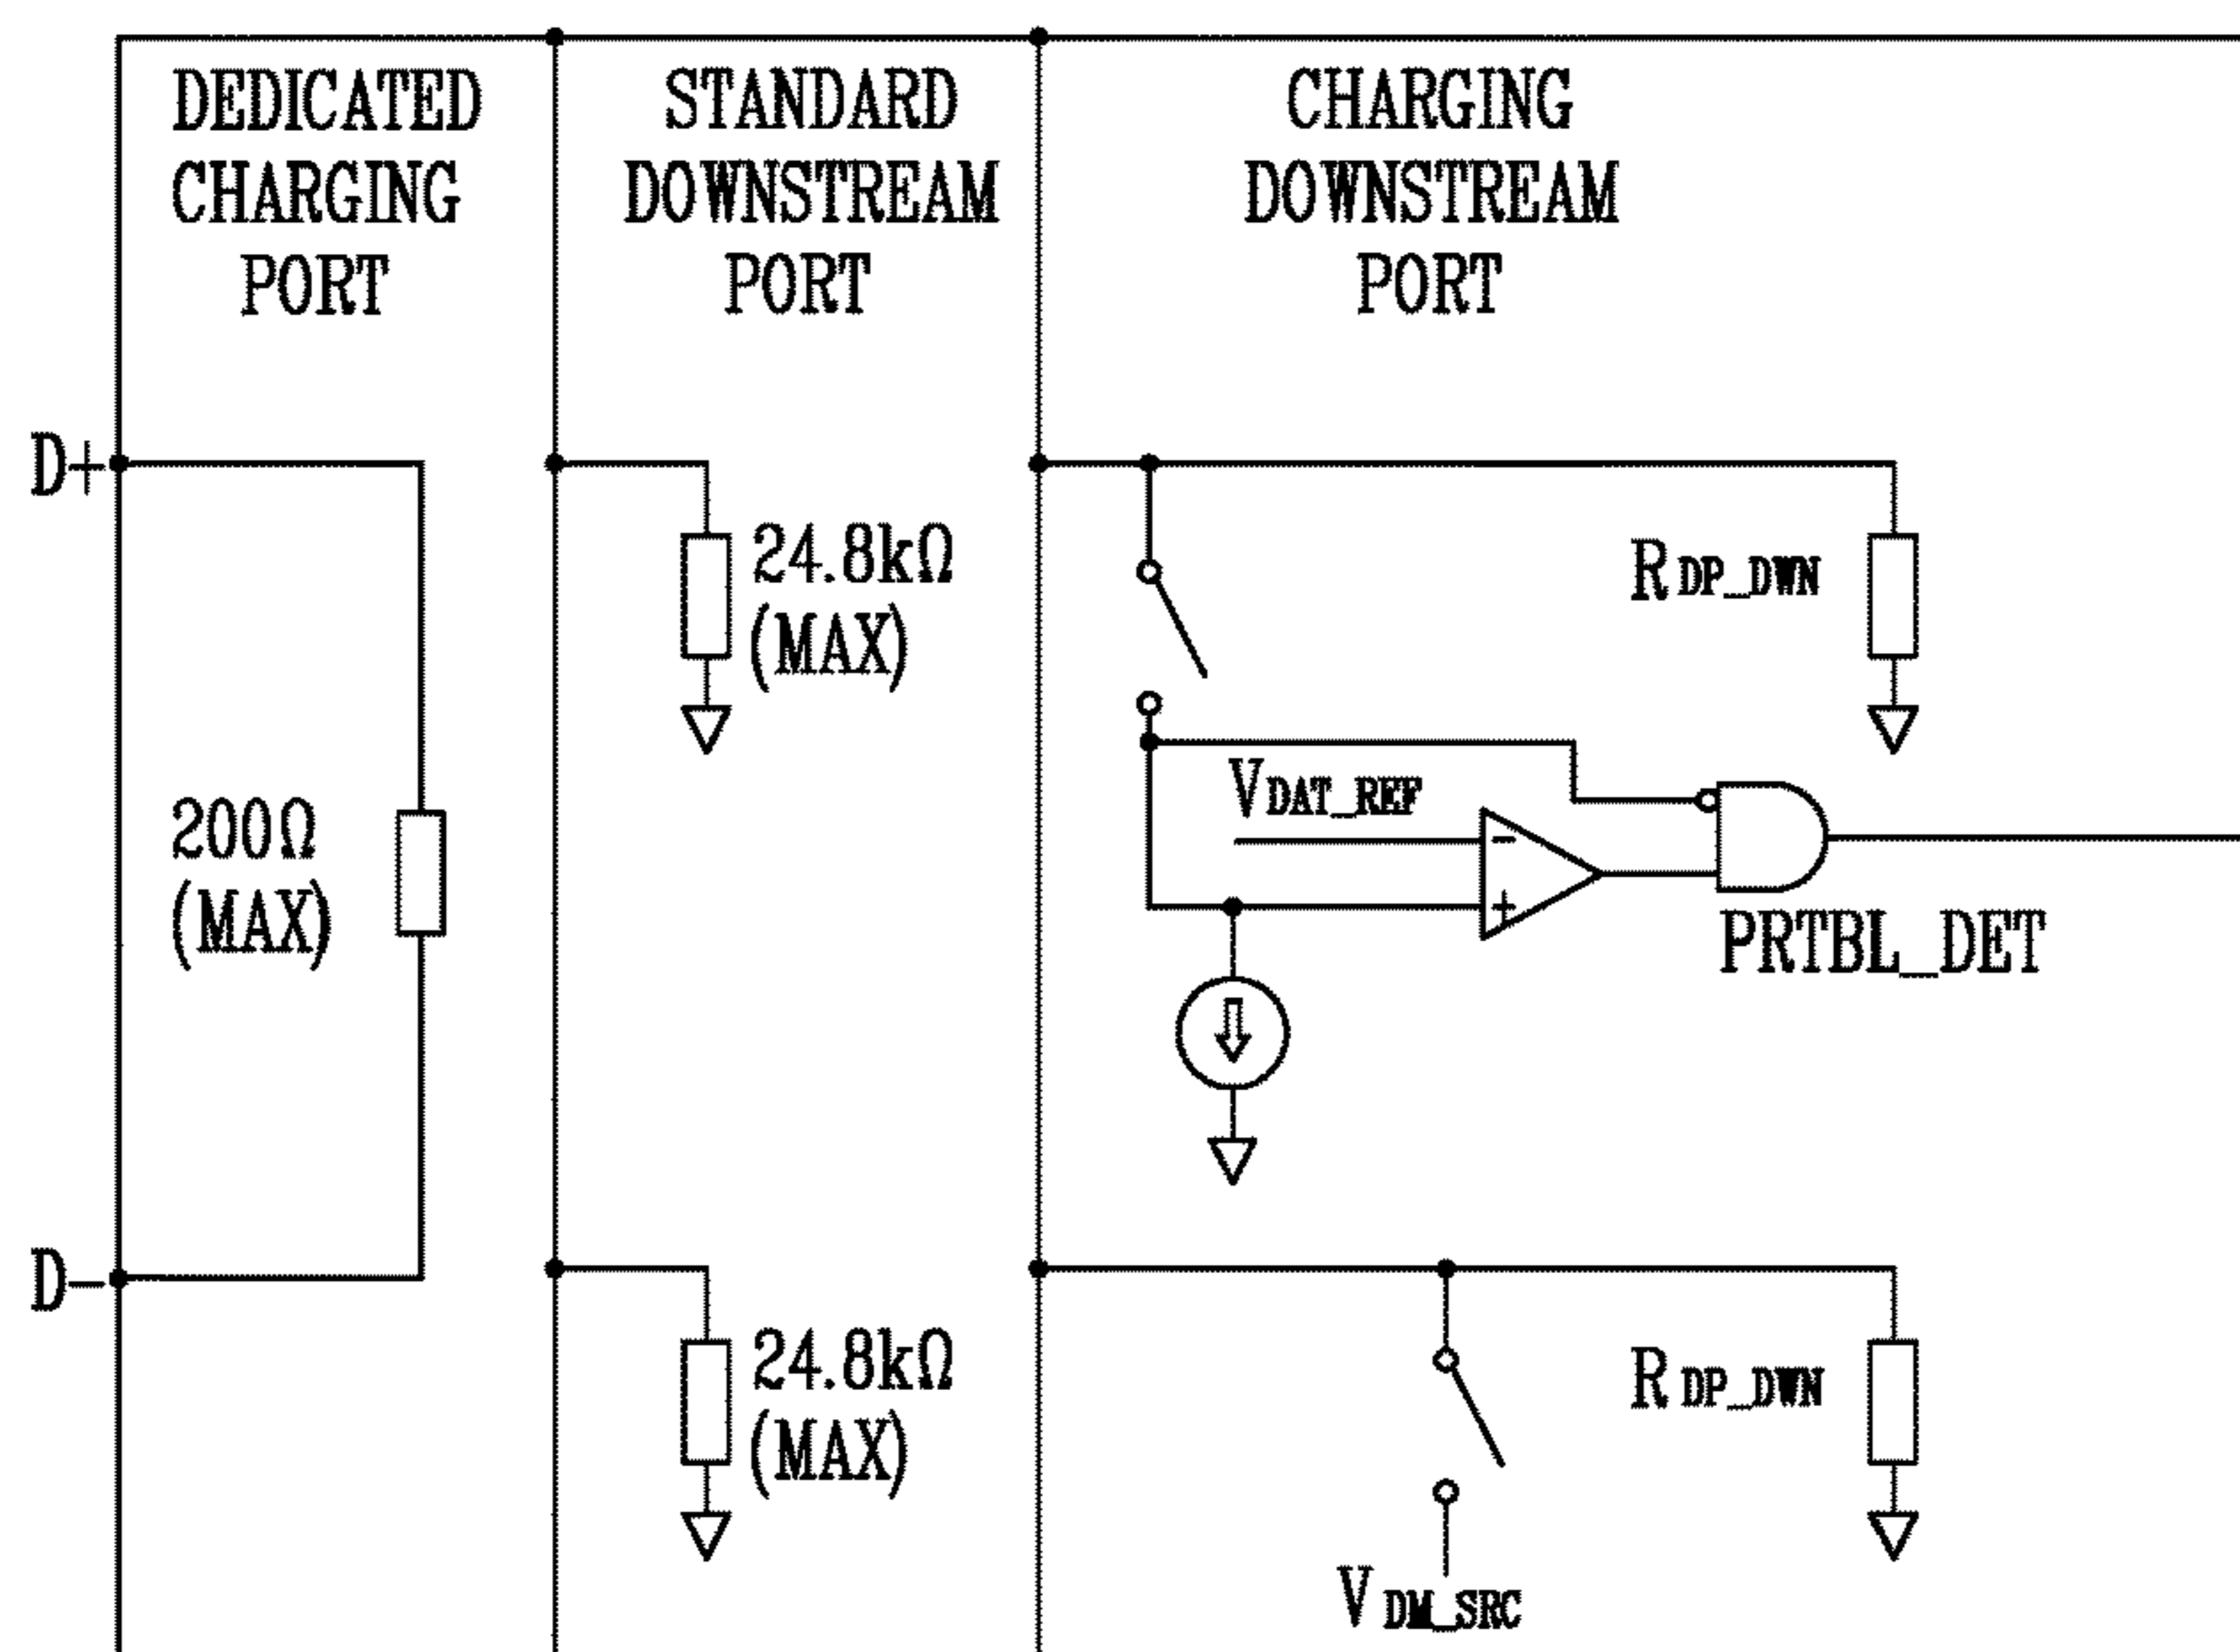 DEDICATED
CHARGING
PORT
STANDARD
DOWNSTREAM
PORT
CHARGING
DOWNSTREAM
PORT
D+
24.8kΩ
(MAX)
R DP_DWN
V DAT_REF
200Ω
(MAX)
-
+
PRTBL_DET
D-
24.8kΩ
(MAX)
R DP_DWN
V DM_SRC